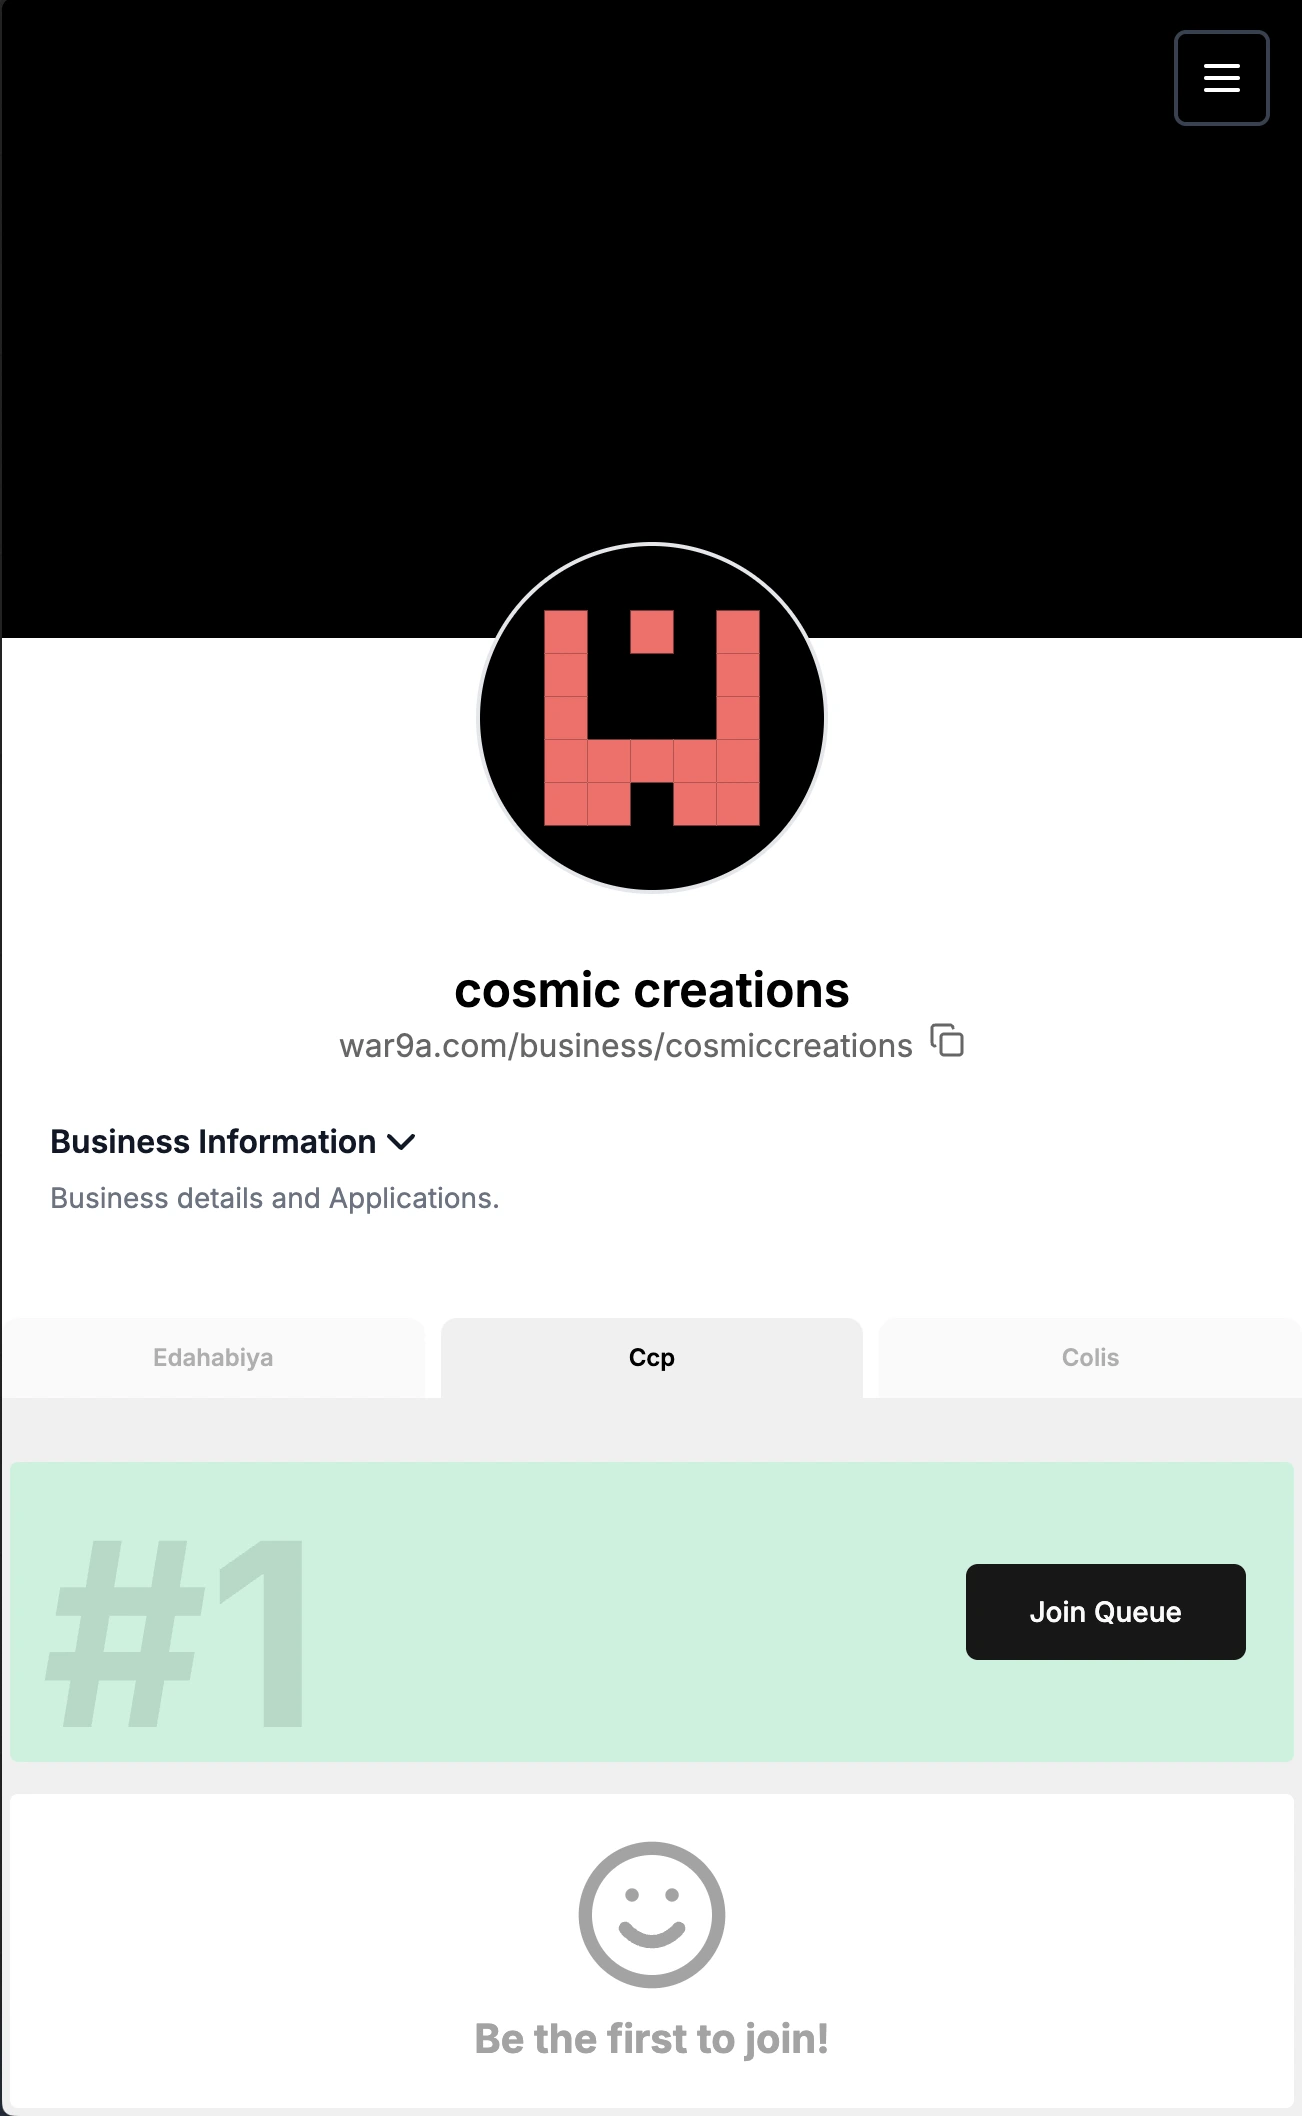 cosmic creations
war9a.com/business/cosmiccreations
Business Information
Business details and Applications.
Edahabiya
Ccp
Colis
#1
Join Queue
Be the first to join!